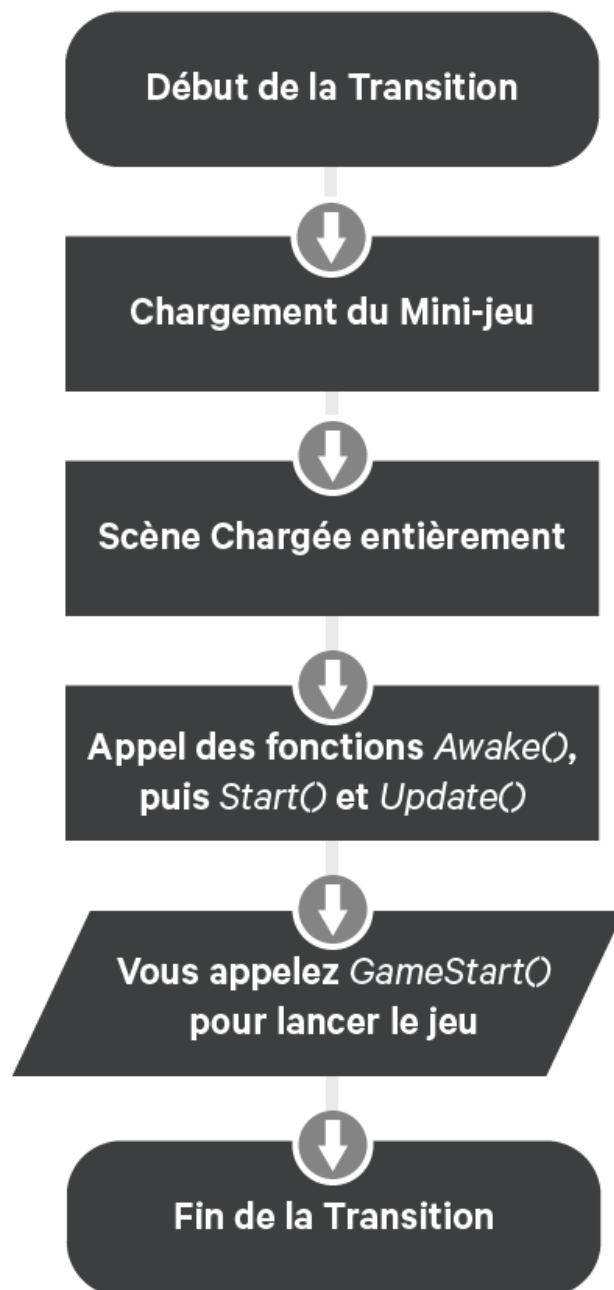 Début de la Transition
Chargement du Mini-jeu
Scène Chargée entièrement
Appel des fonctions Awake(),
puis Start() et Update()
Vous appelez GameStart()
pour lancer le jeu
Fin de la Transition